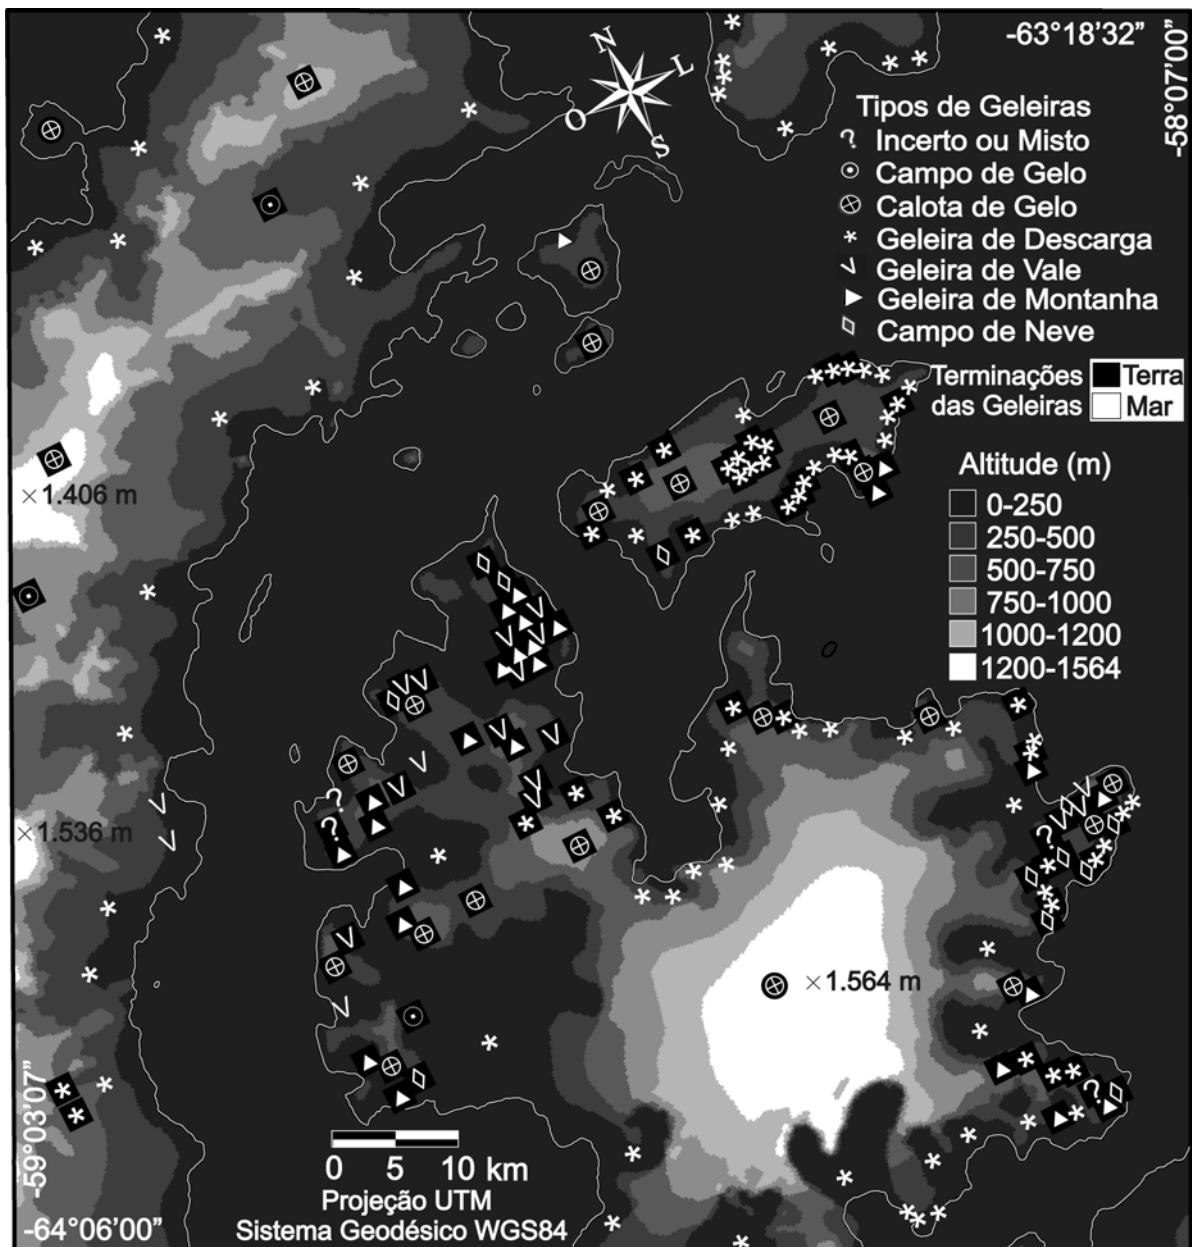 -63°18'32"
-58°07'00"
N
L
O
S
Tipos de Geleiras
Incerto ou Misto
Campo de Gelo
Calota de Gelo
Geleira de Descarga
Geleira de Vale
Geleira de Montanha
Campo de Neve
Terminações das Geleiras
Terra
Mar
Altitude (m)
0-250
250-500
500-750
750-1000
1000-1200
1200-1564
×1.406 m
×1.536 m
×1.564 m
-59°03'07"
-64°06'00"
0 5 10 km
Projeção UTM
Sistema Geodésico WGS84